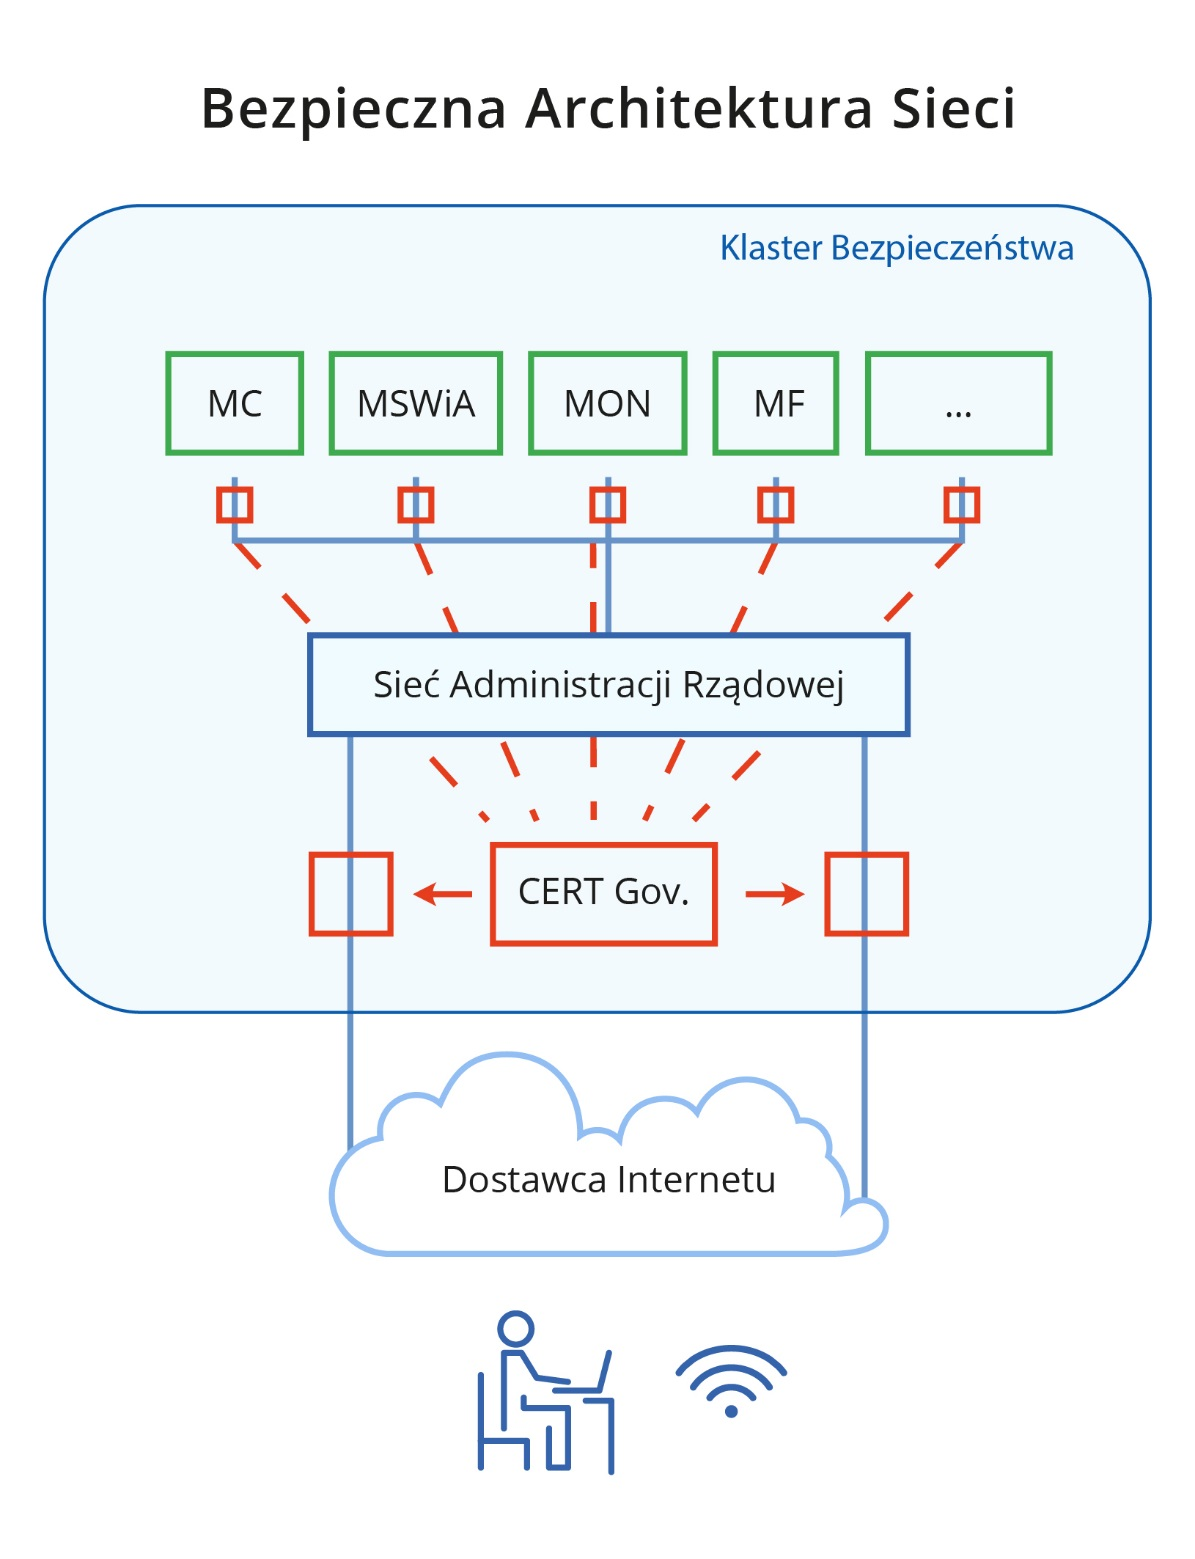 Bezpieczna Architektura Sieci
Klaster Bezpieczeństwa
MC
MSWiA
MON
MF
...
Sieć Administracji Rządowej
CERT Gov.
Dostawca Internetu